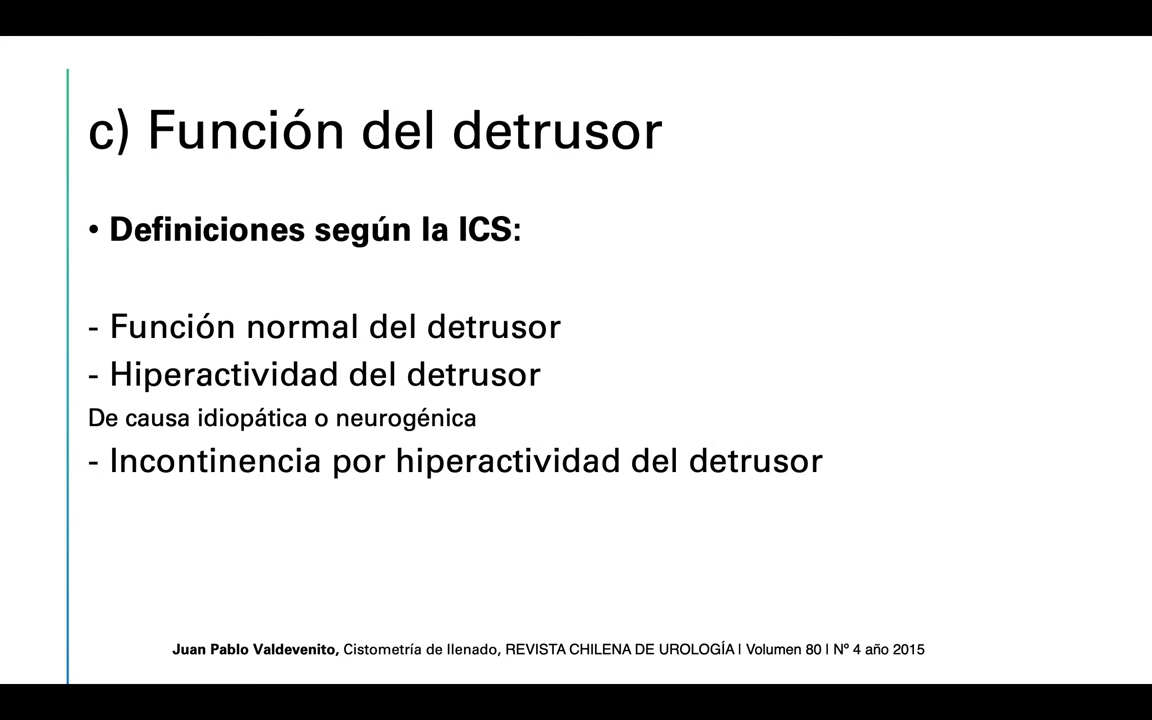 c) Función del detrusor
• Definiciones según la ICS:
- Función normal del detrusor
- Hiperactividad del detrusor
De causa idiopática o neurogénica
- Incontinencia por hiperactividad del detrusor
Juan Pablo Valdevenito, Cistometría de llenado, REVISTA CHILENA DE UROLOGÍA | Volumen 80 | Nº 4 año 2015